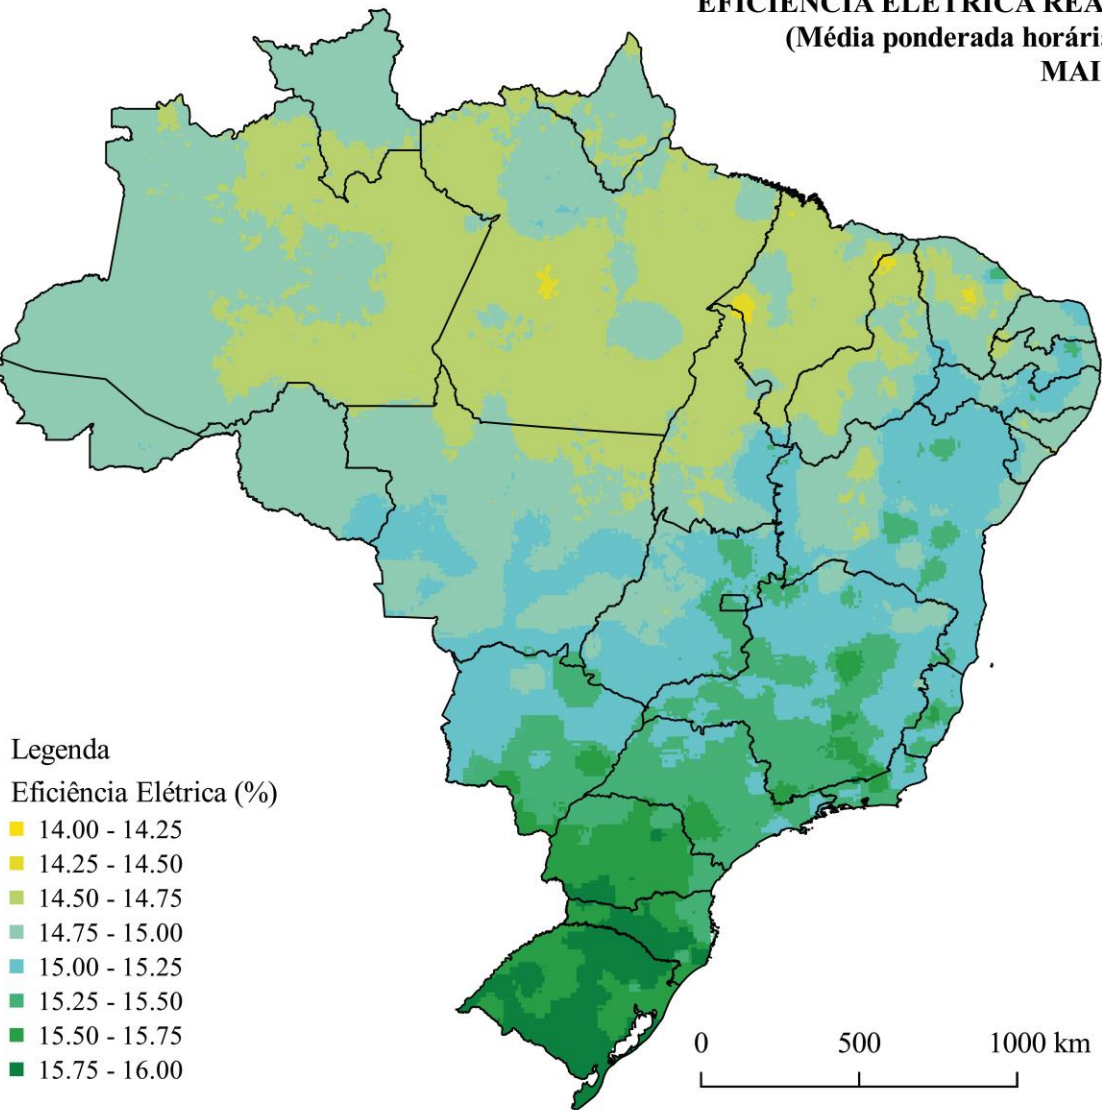 EFICIÊNCIA ELÉTRICA REA
(Média ponderada horári
MAI
Legenda
Eficiência Elétrica (%)
14.00 - 14.25
14.25 - 14.50
14.50 - 14.75
14.75 - 15.00
15.00 - 15.25
15.25 - 15.50
15.50 - 15.75
15.75 - 16.00
0 500 1000 km